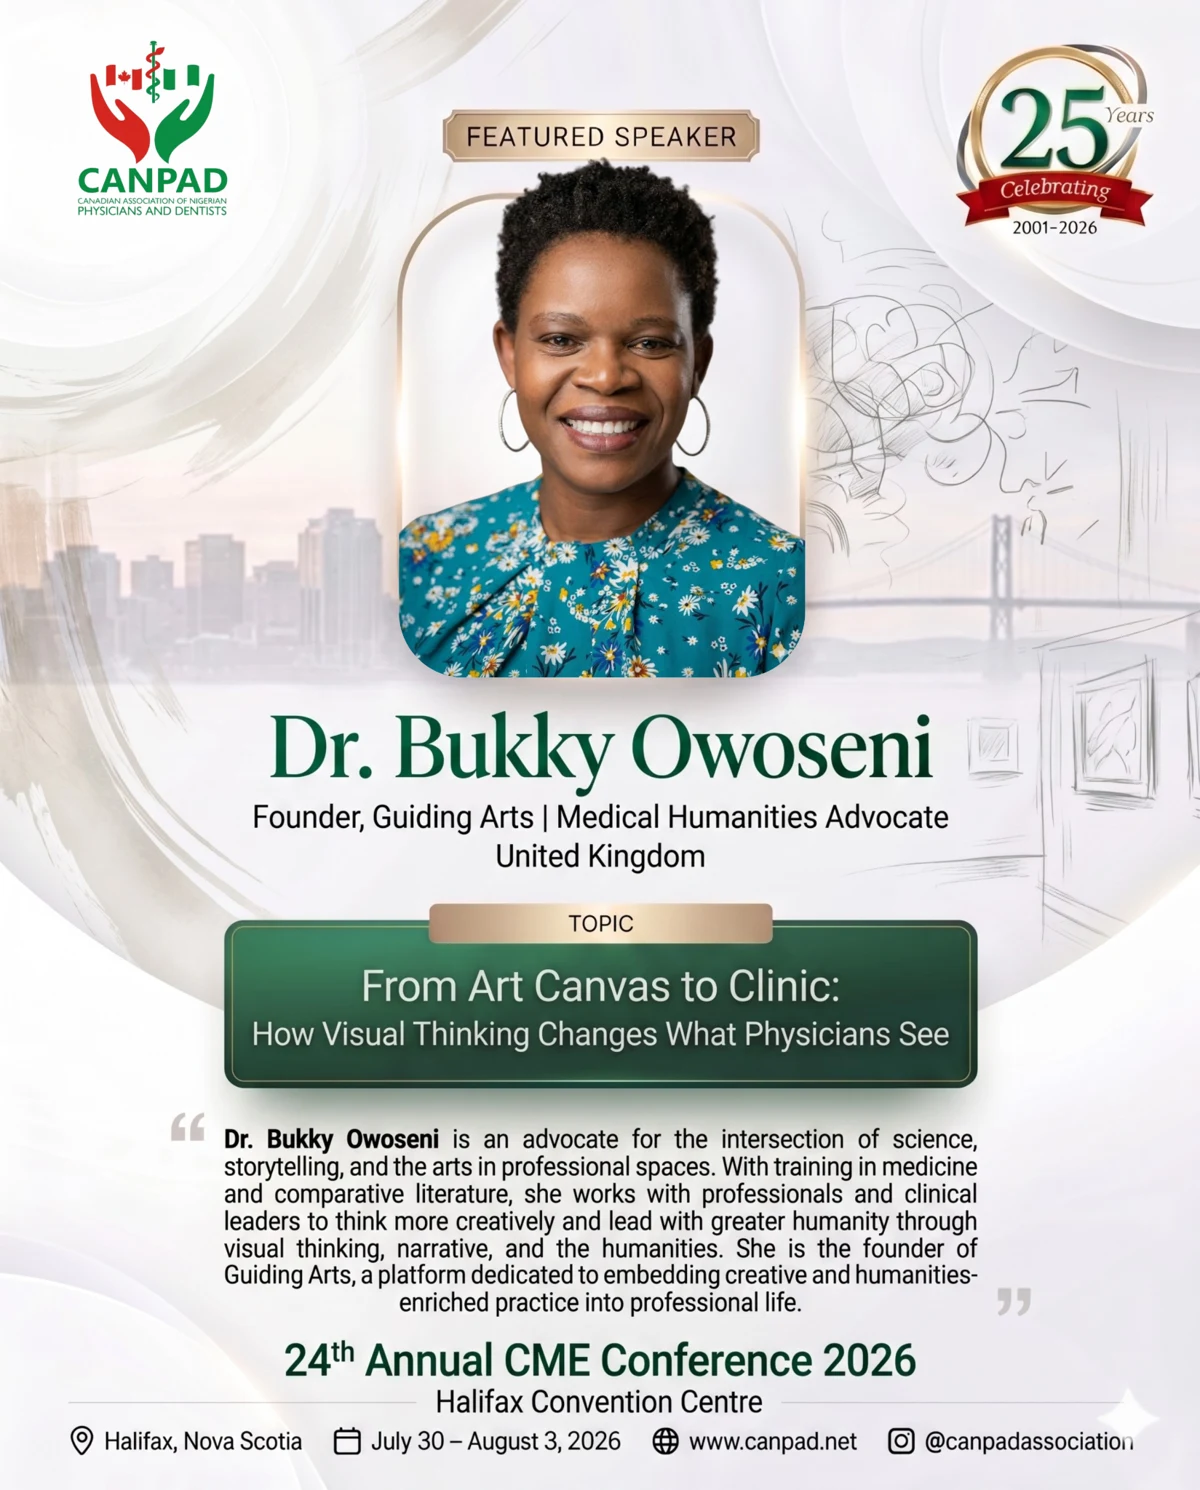 CANPAD
CANADIAN ASSOCIATION OF NIGERIAN
PHYSICIANS AND DENTISTS
FEATURED SPEAKER
25 Years
Celebrating
2001-2026
Dr. Bukky Owoseni
Founder, Guiding Arts | Medical Humanities Advocate
United Kingdom
TOPIC
From Art Canvas to Clinic:
How Visual Thinking Changes What Physicians See
“ Dr. Bukky Owoseni is an advocate for the intersection of science,
storytelling, and the arts in professional spaces. With training in medicine
and comparative literature, she works with professionals and clinical
leaders to think more creatively and lead with greater humanity through
visual thinking, narrative, and the humanities. She is the founder of
Guiding Arts, a platform dedicated to embedding creative and humanities-
enriched practice into professional life. ”
24th Annual CME Conference 2026
Halifax Convention Centre
Halifax, Nova Scotia July 30 – August 3, 2026 www.canpad.net @canpadassociation